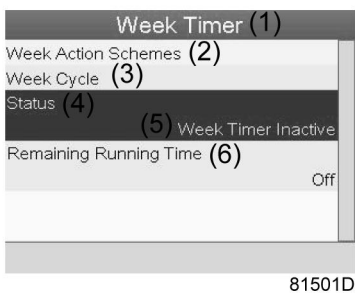 Week Timer (1)
Week Action Schemes (2)
Week Cycle (3)
Status (4)
(5) Week Timer Inactive
Remaining Running Time (6)
Off
81501D